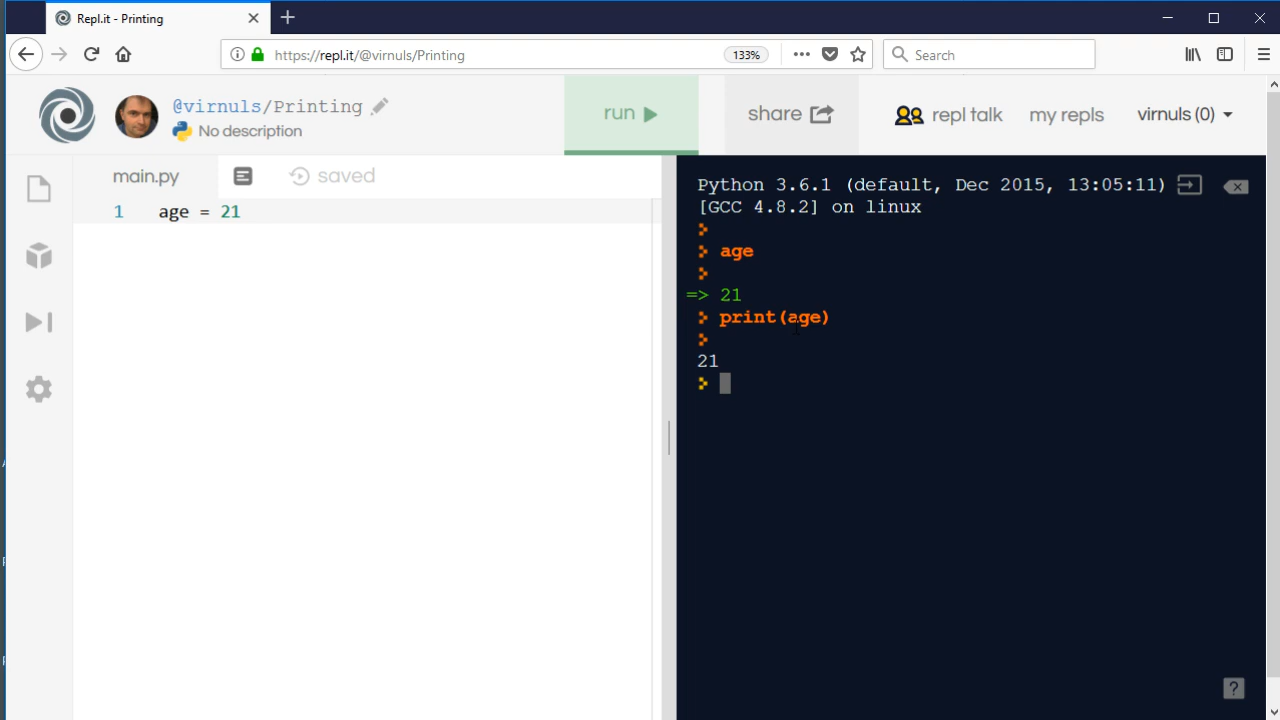 Repl.it - Printing
https://repl.it/@virnuls/Printing
133%
Search
@virnuls/Printing
No description
run
share
repl talk
my repls
virnuls (0)
main.py
saved
1 age = 21
Python 3.6.1 (default, Dec 2015, 13:05:11)
[GCC 4.8.2] on linux
age
=> 21
print(age)
21
?